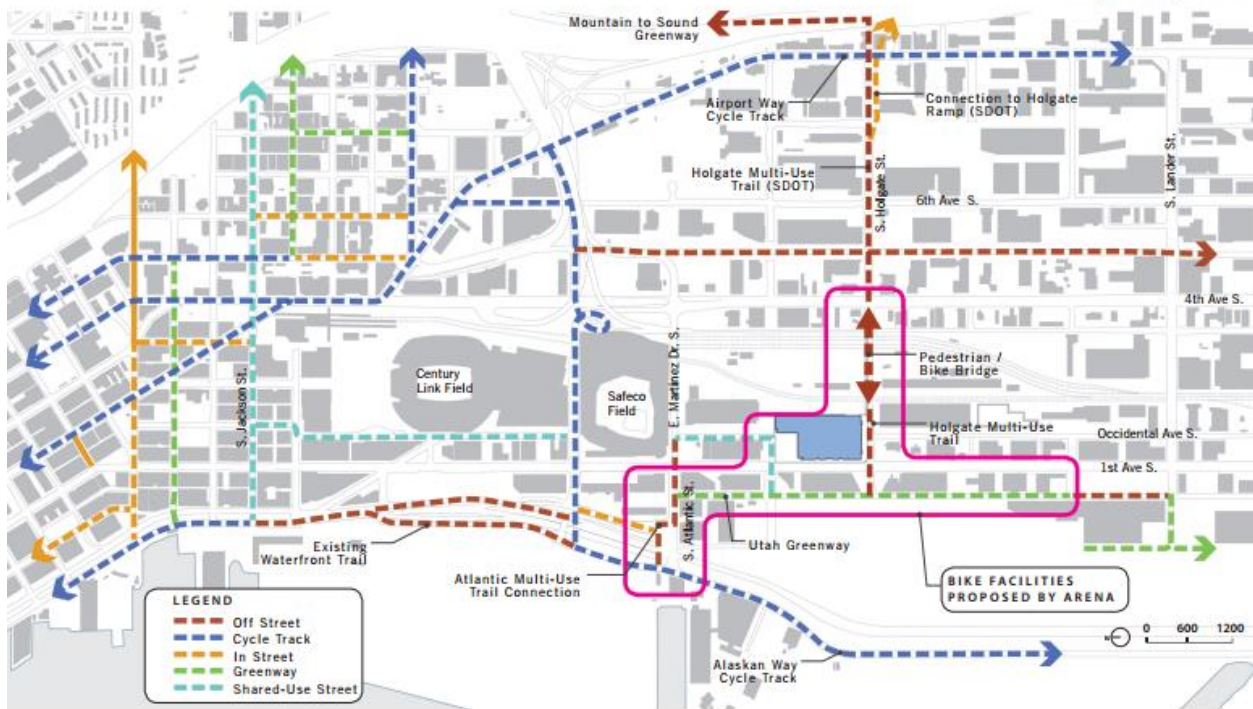 Mountain to Sound
Greenway
Airport Way
Cycle Track
Connection to Holgate
Ramp (SDOT)
Holgate Multi-Use
Trail (SDOT)
S. Holgate St.
S. Lander St.
6th Ave S.
4th Ave S.
Century
Link Field
Safeco
Field
S. Jackson St.
E. Martinez Dr. S.
Pedestrian /
Bike Bridge
Holgate Multi-Use
Trail
Occidental Ave S.
1st Ave S.
S. Atlantic St.
Utah Greenway
Existing
Waterfront Trail
Atlantic Multi-Use
Trail Connection
BIKE FACILITIES
PROPOSED BY ARENA
Alaskan Way
Cycle Track
0 600 1200
LEGEND
Off Street
Cycle Track
In Street
Greenway
Shared-Use Street